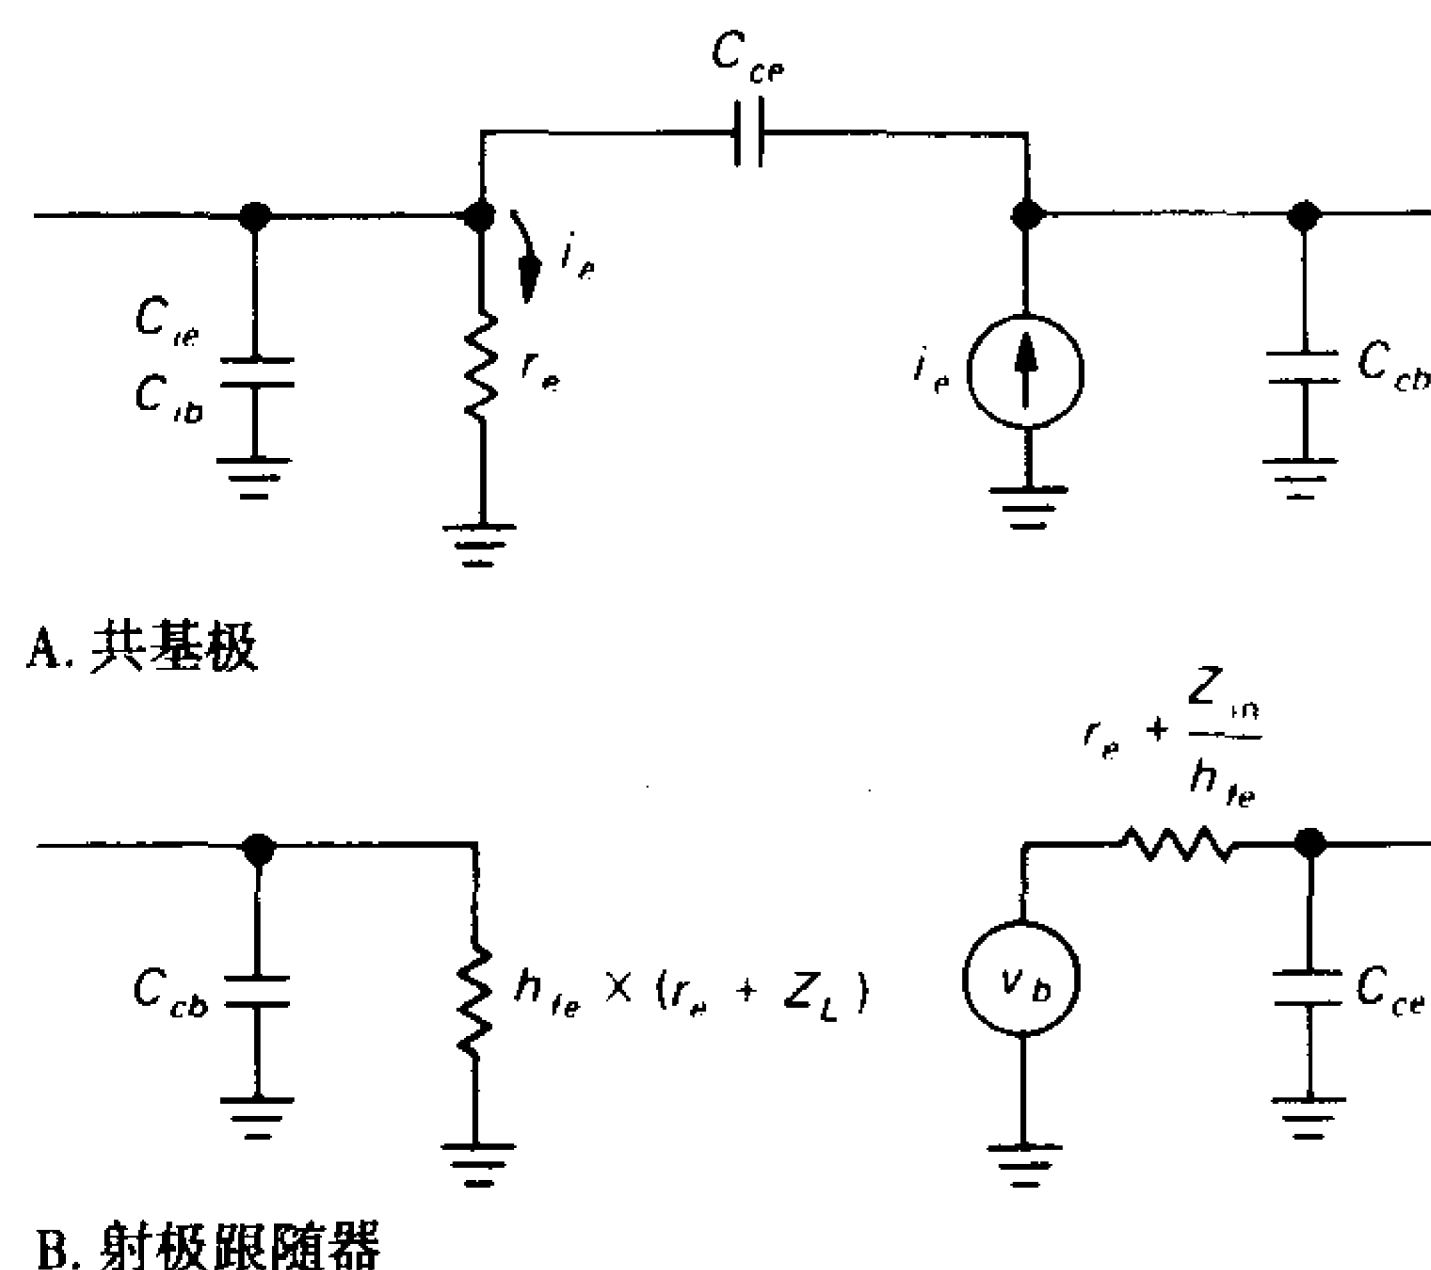 C_ce
i_e
C_ie
C_ib
r_e
i_e
C_cb
A. 共基极
r_e + Z_in / h_fe
C_cb
h_fe × (r_e + Z_L)
v_b
C_ce
B. 射极跟随器